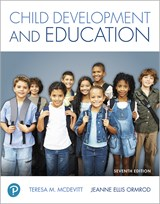 CHILD DEVELOPMENT
AND EDUCATION
SEVENTH EDITION
P
TERESA M. MCDEVITT
JEANNE ELLIS ORMROD